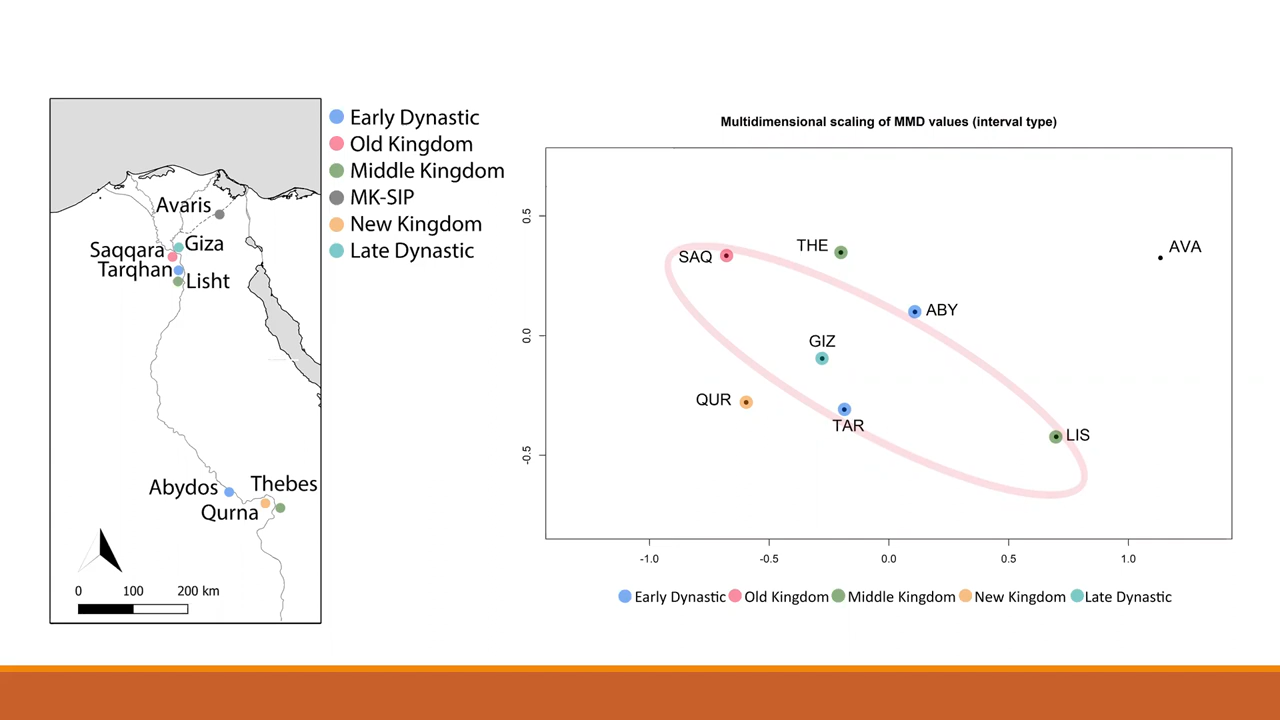 Early Dynastic
Old Kingdom
Middle Kingdom
MK-SIP
New Kingdom
Late Dynastic
Avaris
Giza
Saqqara
Tarqhan
Lisht
Abydos
Thebes
Qurna
0 100 200 km
Multidimensional scaling of MMD values (interval type)
0.5
0.0
-0.5
SAQ
THE
AVA
ABY
GIZ
QUR
TAR
LIS
-1.0 -0.5 0.0 0.5 1.0
Early Dynastic Old Kingdom Middle Kingdom New Kingdom Late Dynastic